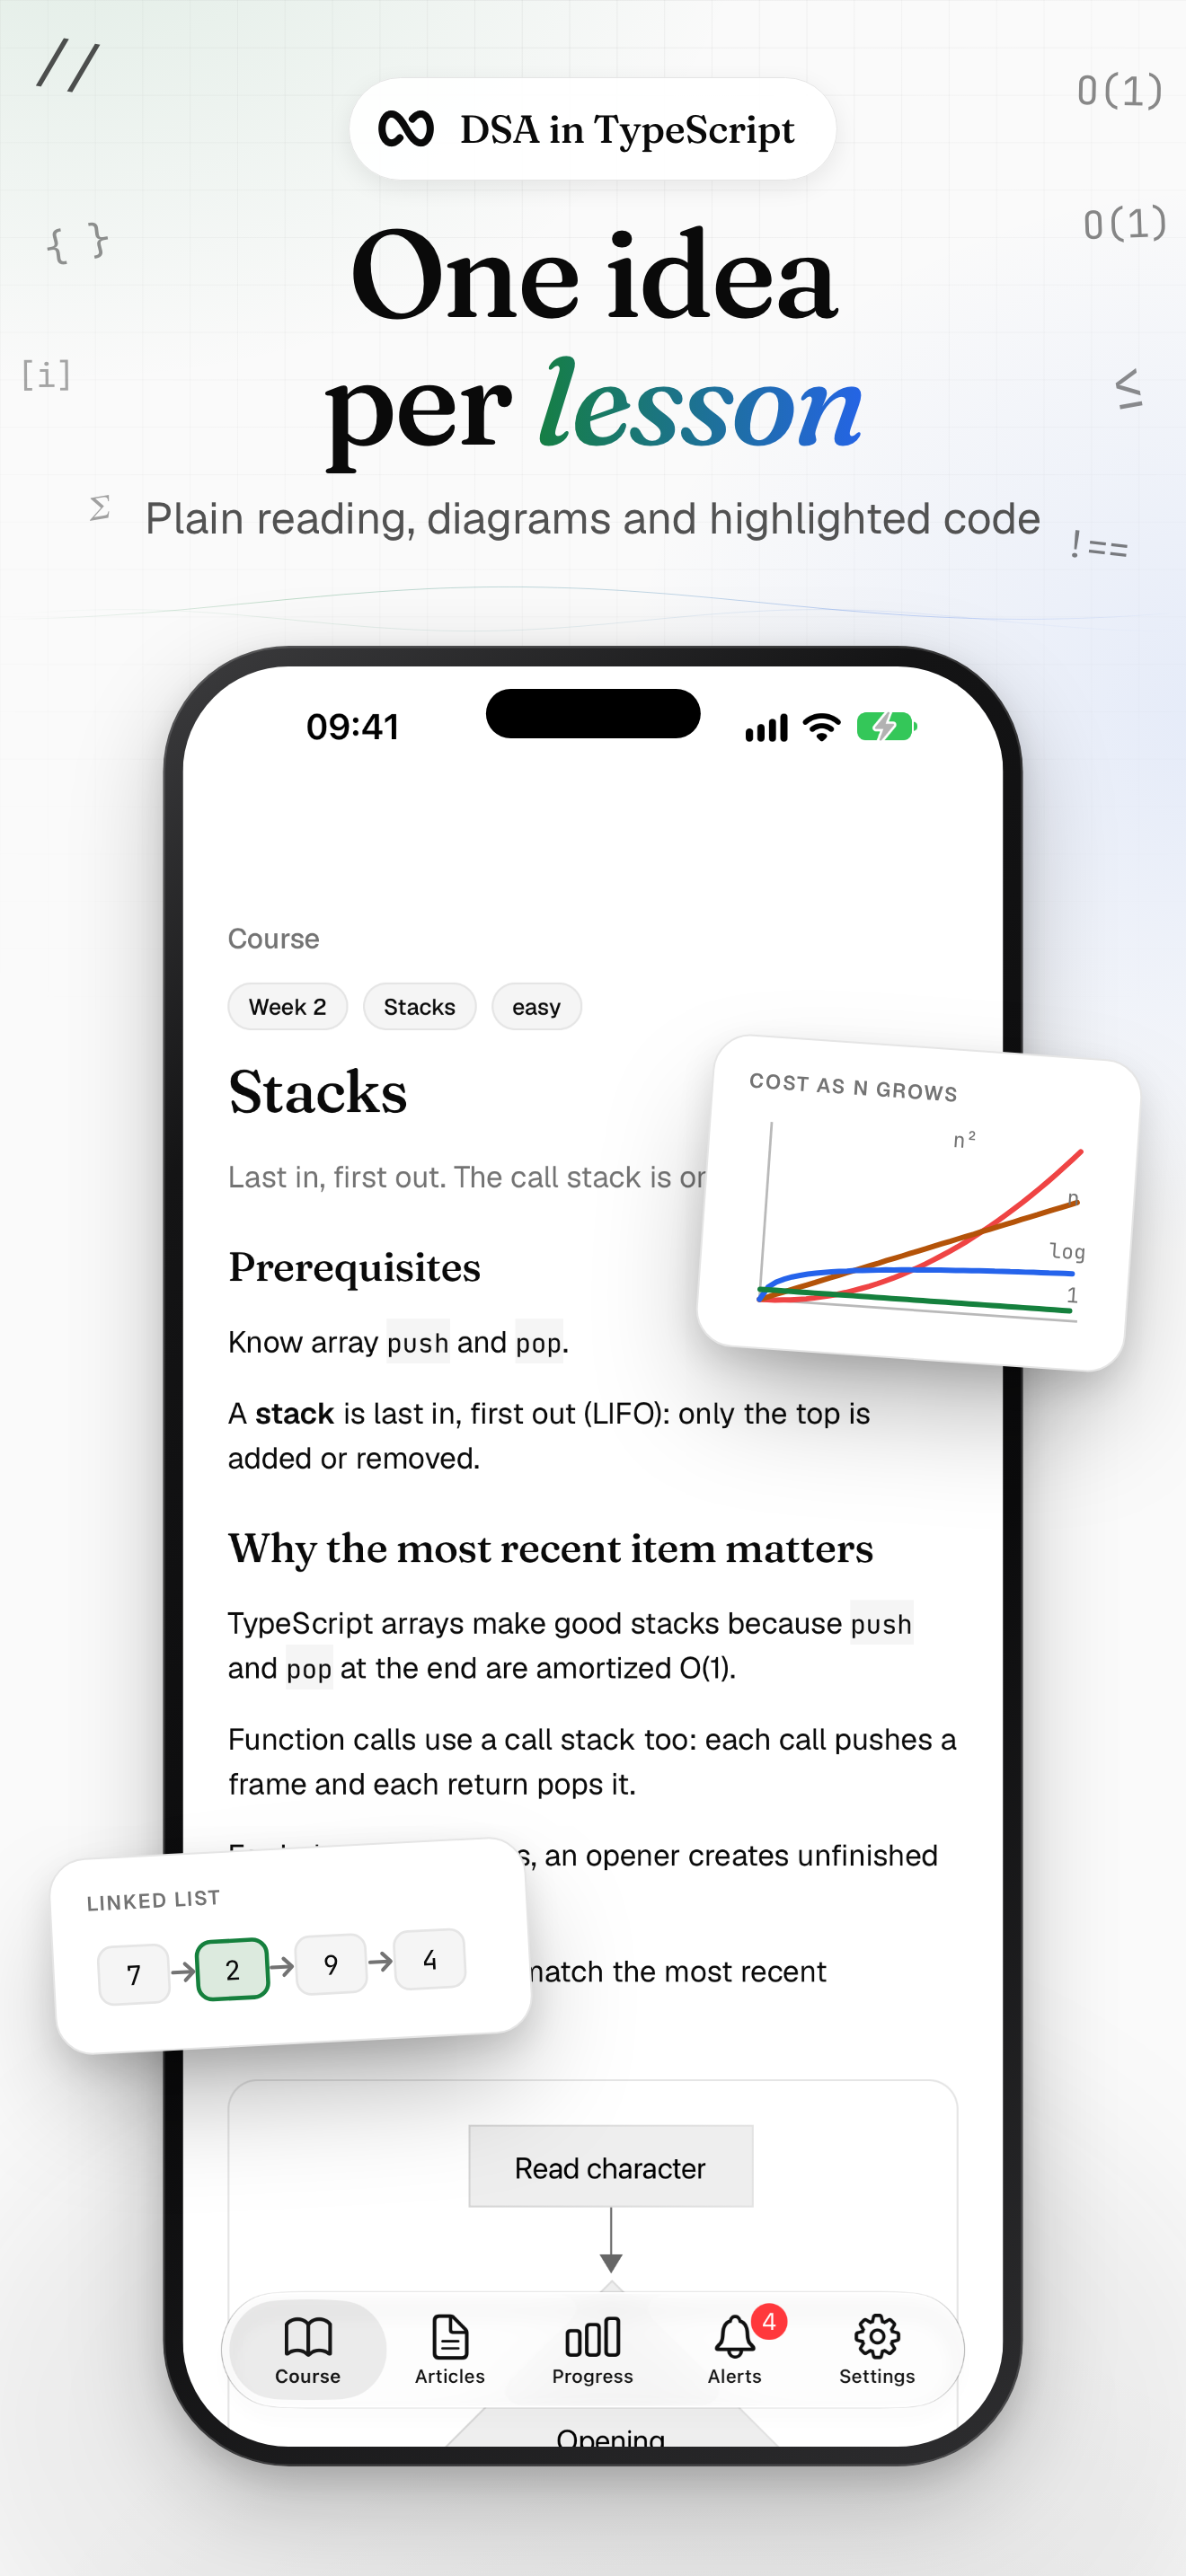 //
DSA in TypeScript
O(1)
{ }
O(1)
One idea
per lesson
[i]
≤
Σ
Plain reading, diagrams and highlighted code
!==
09:41
Course
Week 2
Stacks
easy
Stacks
Last in, first out. The call stack is
COST AS N GROWS
n²
n
log
1
Prerequisites
Know array push and pop.
A stack is last in, first out (LIFO): only the top is
added or removed.
Why the most recent item matters
TypeScript arrays make good stacks because push
and pop at the end are amortized O(1).
Function calls use a call stack too: each call pushes a
frame and each return pops it.
an opener creates unfinished
LINKED LIST
7
2
9
4
match the most recent
Read character
4
Course
Articles
Progress
Alerts
Settings
Opening